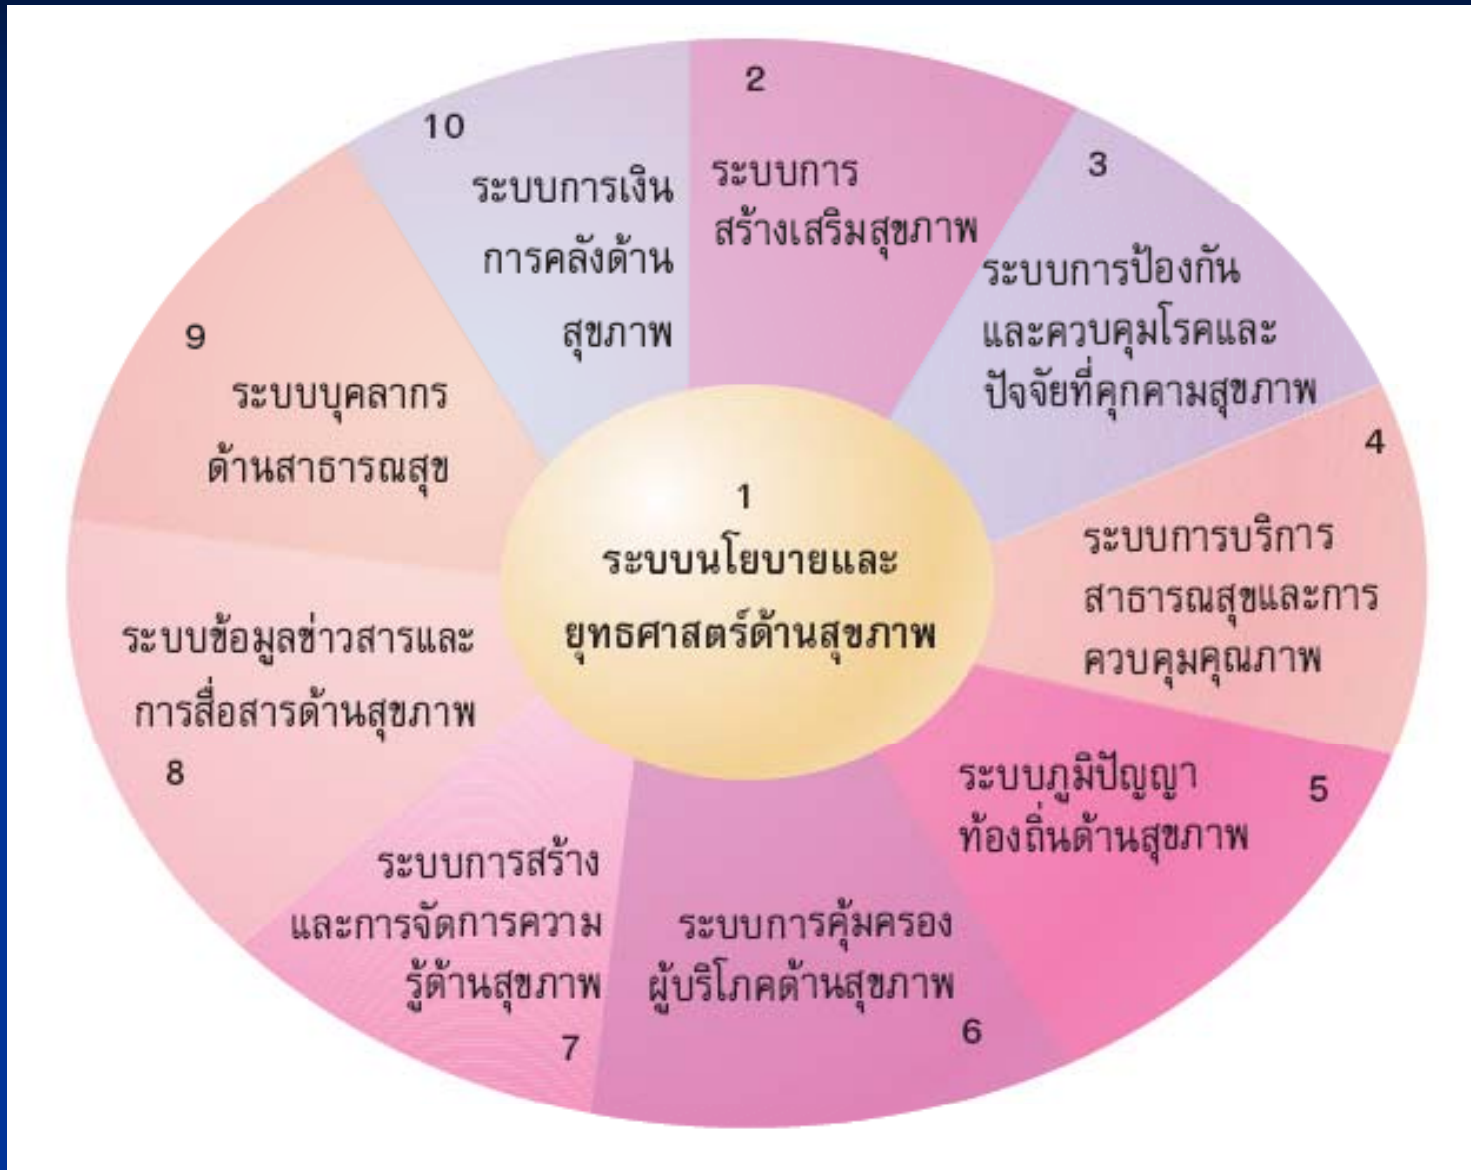 1
ระบบนโยบายและ
ยุทธศาสตร์ด้านสุขภาพ
2
ระบบการ
สร้างเสริมสุขภาพ
3
ระบบการป้องกัน
และควบคุมโรคและ
ปัจจัยที่คุกคามสุขภาพ
4
ระบบการบริการ
สาธารณสุขและการ
ควบคุมคุณภาพ
5
ระบบภูมิปัญญา
ท้องถิ่นด้านสุขภาพ
6
ระบบการคุ้มครอง
ผู้บริโภคด้านสุขภาพ
7
ระบบการสร้าง
และการจัดการความ
รู้ด้านสุขภาพ
8
ระบบข้อมูลข่าวสารและ
การสื่อสารด้านสุขภาพ
9
ระบบบุคลากร
ด้านสาธารณสุข
10
ระบบการเงิน
การคลังด้าน
สุขภาพ